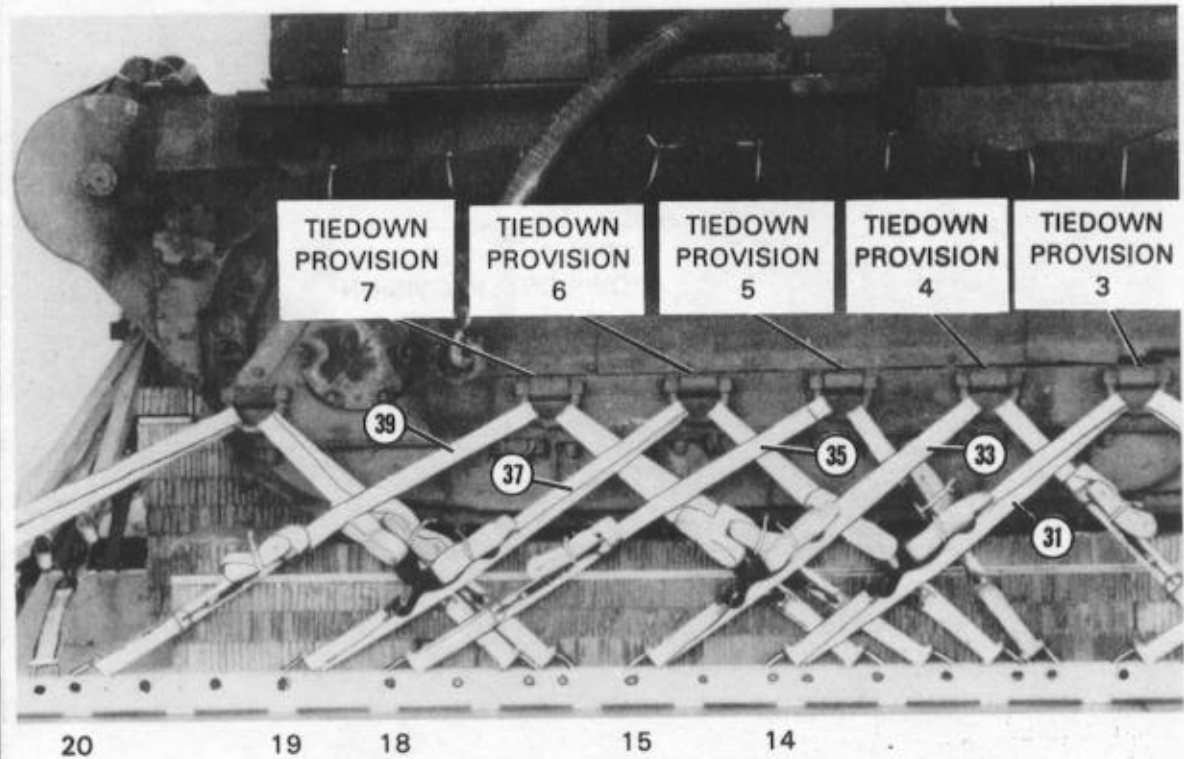 TIEDOWN
PROVISION
7
TIEDOWN
PROVISION
6
TIEDOWN
PROVISION
5
TIEDOWN
PROVISION
4
TIEDOWN
PROVISION
3
39
37
35
33
31
20 19 18 15 14